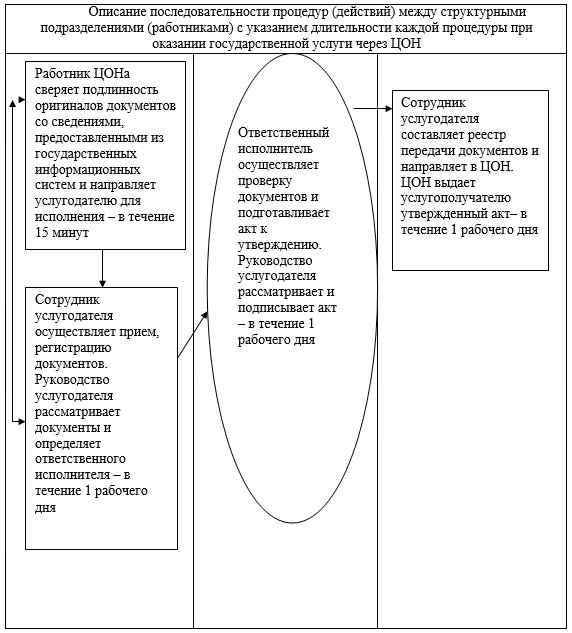 Описание последовательности процедур (действий) между структурными
подразделениями (работниками) с указанием длительности каждой процедуры при
оказании государственной услуги через ЦОН
Работник ЦОНа
сверяет подлинность
оригиналов документов
со сведениями,
предоставленными из
государственных
информационных
систем и направляет
услугодателю для
исполнения – в течение
15 минут
Сотрудник
услугодателя
осуществляет прием,
регистрацию
документов.
Руководство
услугодателя
рассматривает
документы и
определяет
ответственного
исполнителя – в
течение 1 рабочего
дня
Ответственный
исполнитель
осуществляет
проверку
документов и
подготавливает
акт к
утверждению.
Руководство
услугодателя
рассматривает и
подписывает акт
– в течение 1
рабочего дня
Сотрудник
услугодателя
составляет реестр
передачи документов и
направляет в ЦОН.
ЦОН выдает
услугополучателю
утвержденный акт– в
течение 1 рабочего дня